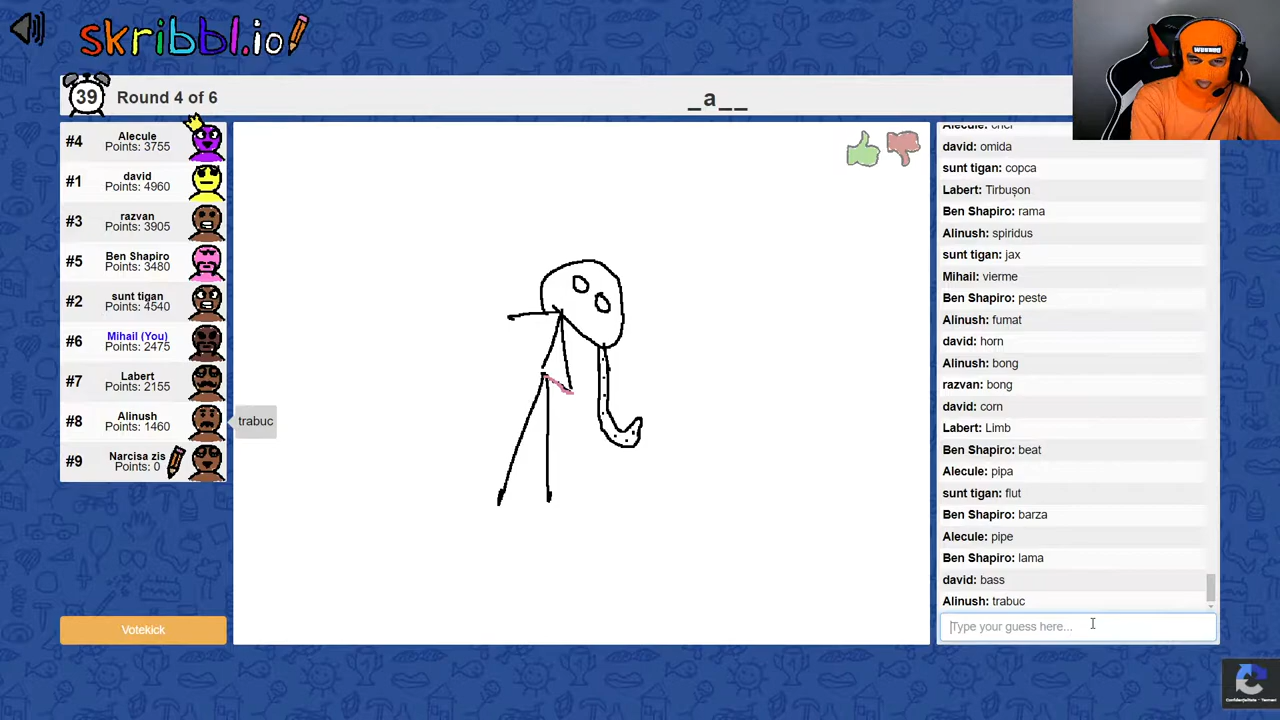 skribbl.io
39
Round 4 of 6
_a__
#4 Alecule
Points: 3755
#1 david
Points: 4960
#3 razvan
Points: 3905
#5 Ben Shapiro
Points: 3480
#2 sunt tigan
Points: 4540
#6 Mihail (You)
Points: 2475
#7 Labert
Points: 2155
#8 Alinush
Points: 1460
trabuc
#9 Narcisa zis
Points: 0
Votekick
david: omida
sunt tigan: copca
Labert: Tirbușon
Ben Shapiro: rama
Alinush: spiridus
sunt tigan: jax
Mihail: vierme
Ben Shapiro: peste
Alinush: fumat
david: horn
Alinush: bong
razvan: bong
david: corn
Labert: Limb
Ben Shapiro: beat
Alecule: pipa
sunt tigan: flut
Ben Shapiro: barza
Alecule: pipe
Ben Shapiro: lama
david: bass
Alinush: trabuc
Type your guess here...